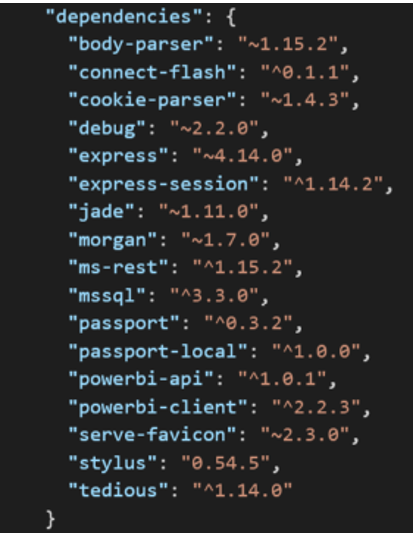 "dependencies": {
"body-parser": "~1.15.2",
"connect-flash": "^0.1.1",
"cookie-parser": "~1.4.3",
"debug": "~2.2.0",
"express": "~4.14.0",
"express-session": "^1.14.2",
"jade": "~1.11.0",
"morgan": "~1.7.0",
"ms-rest": "^1.15.2",
"mssql": "^3.3.0",
"passport": "^0.3.2",
"passport-local": "^1.0.0",
"powerbi-api": "^1.0.1",
"powerbi-client": "^2.2.3",
"serve-favicon": "~2.3.0",
"stylus": "0.54.5",
"tedious": "^1.14.0"
}